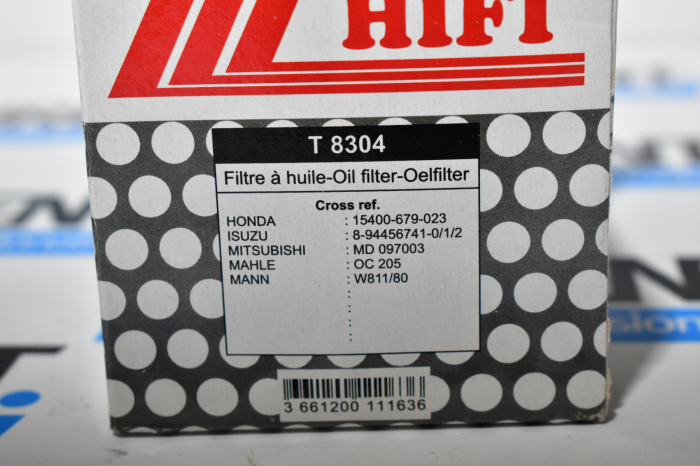 HIFI
T 8304
Filtre à huile-Oil filter-Oelfilter
Cross ref.
HONDA : 15400-679-023
ISUZU : 8-94456741-0/1/2
MITSUBISHI : MD 097003
MAHLE : OC 205
MANN : W811/80
:
:
:
:
3 661200 111636